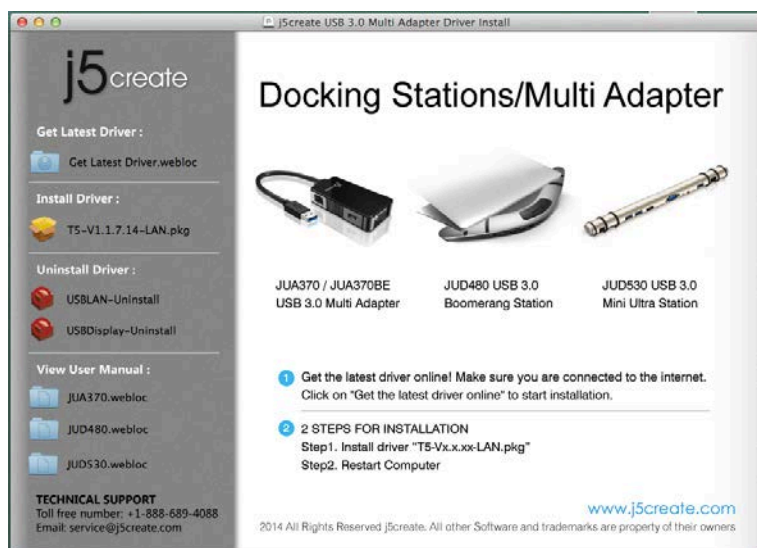 j5create USB 3.0 Multi Adapter Driver Install
j5create
Get Latest Driver :
Get Latest Driver.webloc
Install Driver :
T5-V1.1.7.14-LAN.pkg
Uninstall Driver :
USBLAN-Uninstall
USBDisplay-Uninstall
View User Manual :
JUA370.webloc
JUD480.webloc
JUD530.webloc
TECHNICAL SUPPORT
Toll free number: +1-888-689-4088
Email: service@j5create.com
Docking Stations/Multi Adapter
JUA370 / JUA370BE
USB 3.0 Multi Adapter
JUD480 USB 3.0
Boomerang Station
JUD530 USB 3.0
Mini Ultra Station
1 Get the latest driver online! Make sure you are connected to the internet.
Click on "Get the latest driver online" to start installation.
2 2 STEPS FOR INSTALLATION
Step1. Install driver "T5-Vx.x.xx-LAN.pkg"
Step2. Restart Computer
www.j5create.com
2014 All Rights Reserved j5create. All other Software and trademarks are property of their owners